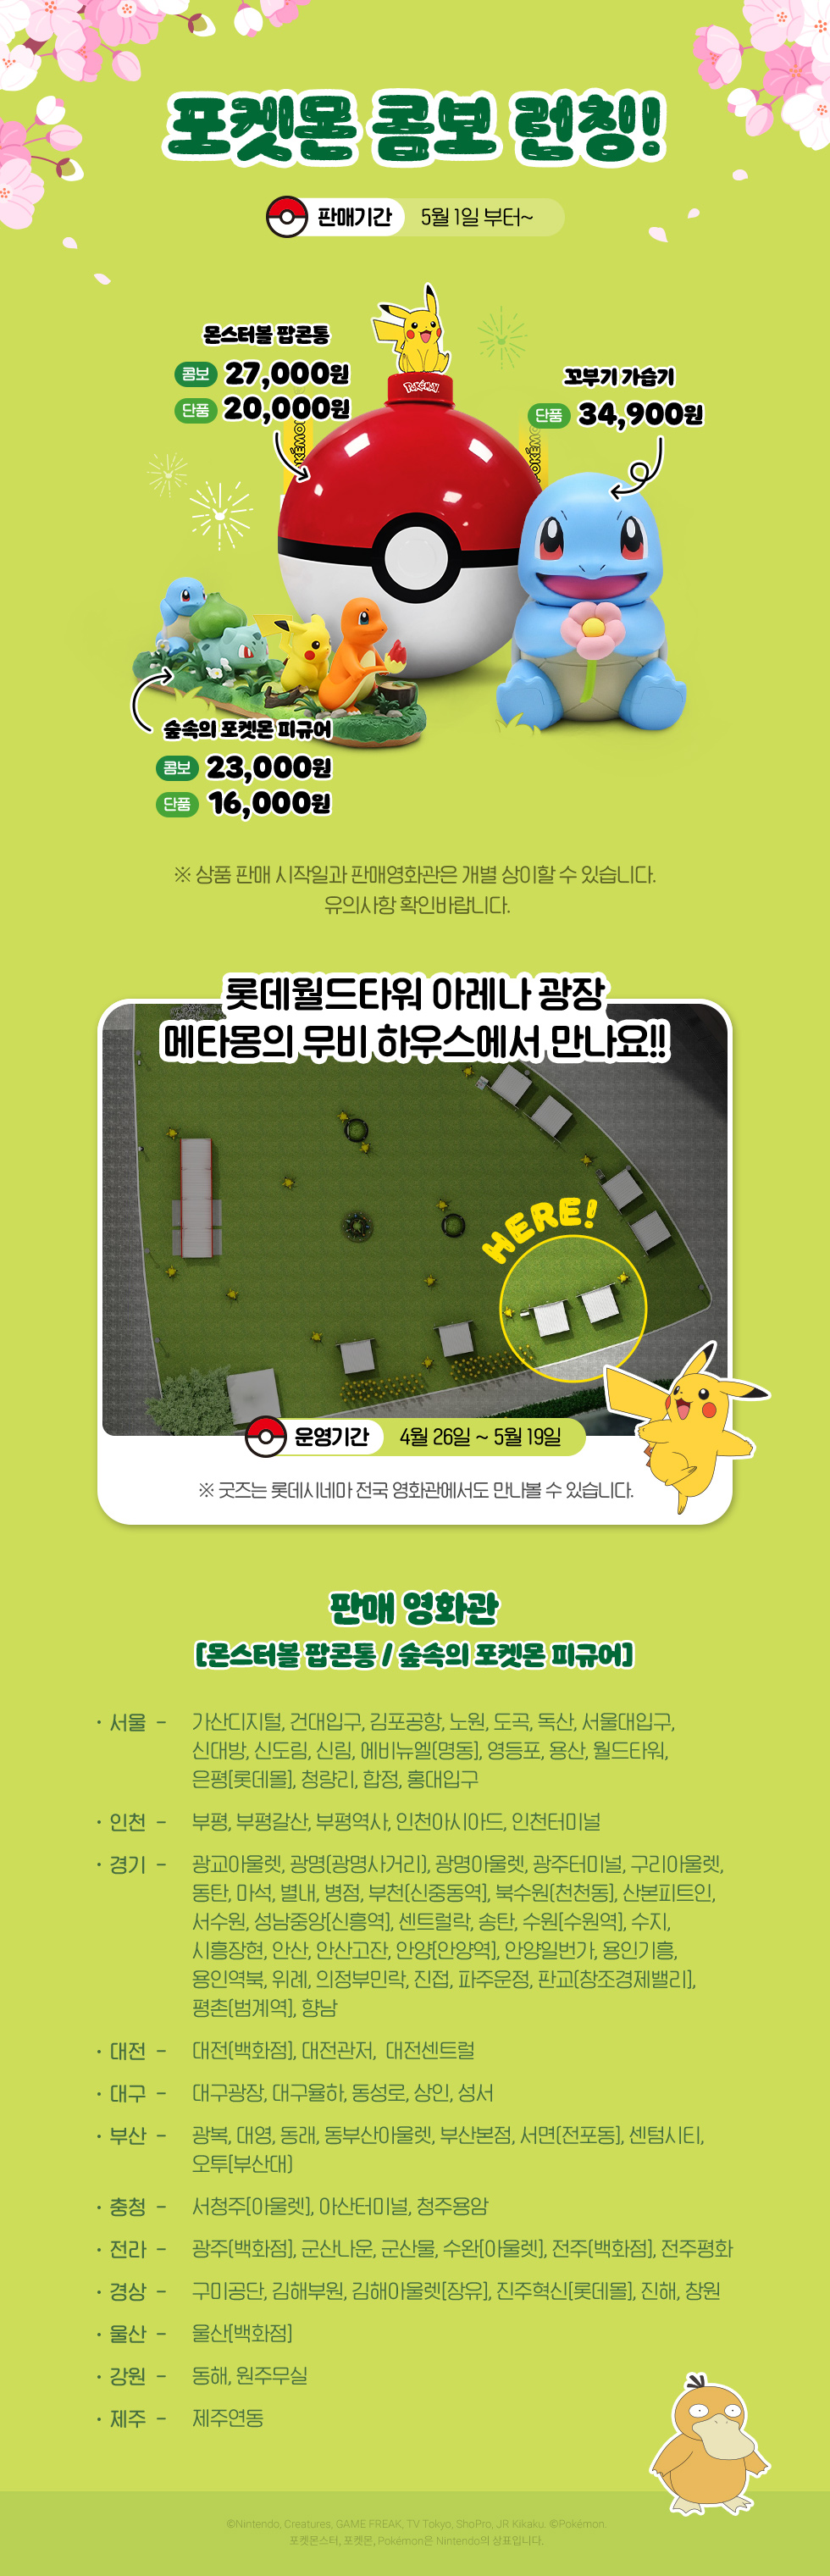 포켓몬 콤보 런칭!
판매기간 5월 1일 부터~
몬스터볼 팝콘통
콤보 27,000원
단품 20,000원
꼬부기 가습기
단품 34,900원
POKÉMON
숲속의 포켓몬 피규어
콤보 23,000원
단품 16,000원
※ 상품 판매 시작일과 판매영화관은 개별 상이할 수 있습니다.
유의사항 확인바랍니다.
롯데월드타워 아레나 광장
메타몽의 무비 하우스에서 만나요!!
HERE!
운영기간 4월 26일 ~ 5월 19일
※ 굿즈는 롯데시네마 전국 영화관에서도 만나볼 수 있습니다.
판매 영화관
[몬스터볼 팝콘통 / 숲속의 포켓몬 피규어]
· 서울 - 가산디지털, 건대입구, 김포공항, 노원, 도곡, 독산, 서울대입구,
신대방, 신도림, 신림, 에비뉴엘(명동), 영등포, 용산, 월드타워,
은평(롯데몰), 청량리, 합정, 홍대입구
· 인천 - 부평, 부평갈산, 부평역사, 인천아시아드, 인천터미널
· 경기 - 광교아울렛, 광명(광명사거리), 광명아울렛, 광주터미널, 구리아울렛,
동탄, 마석, 별내, 병점, 부천(신중동역), 북수원(천천동), 산본피트인,
서수원, 성남중앙(신흥역), 센트럴락, 송탄, 수원(수원역), 수지,
시흥장현, 안산, 안산고잔, 안양(안양역), 안양일번가, 용인기흥,
용인역북, 위례, 의정부민락, 진접, 파주운정, 판교(창조경제밸리),
평촌(범계역), 향남
· 대전 - 대전(백화점), 대전관저, 대전센트럴
· 대구 - 대구광장, 대구율하, 동성로, 상인, 성서
· 부산 - 광복, 대영, 동래, 동부산아울렛, 부산본점, 서면(전포동), 센텀시티,
오투(부산대)
· 충청 - 서청주(아울렛), 아산터미널, 청주용암
· 전라 - 광주(백화점), 군산나운, 군산몰, 수완(아울렛), 전주(백화점), 전주평화
· 경상 - 구미공단, 김해부원, 김해아울렛(장유), 진주혁신(롯데몰), 진해, 창원
· 울산 - 울산(백화점)
· 강원 - 동해, 원주무실
· 제주 - 제주연동
©Nintendo, Creatures, GAME FREAK, TV Tokyo, ShoPro, JR Kikaku. ©Pokémon.
포켓몬스터, 포켓몬, Pokémon은 Nintendo의 상표입니다.